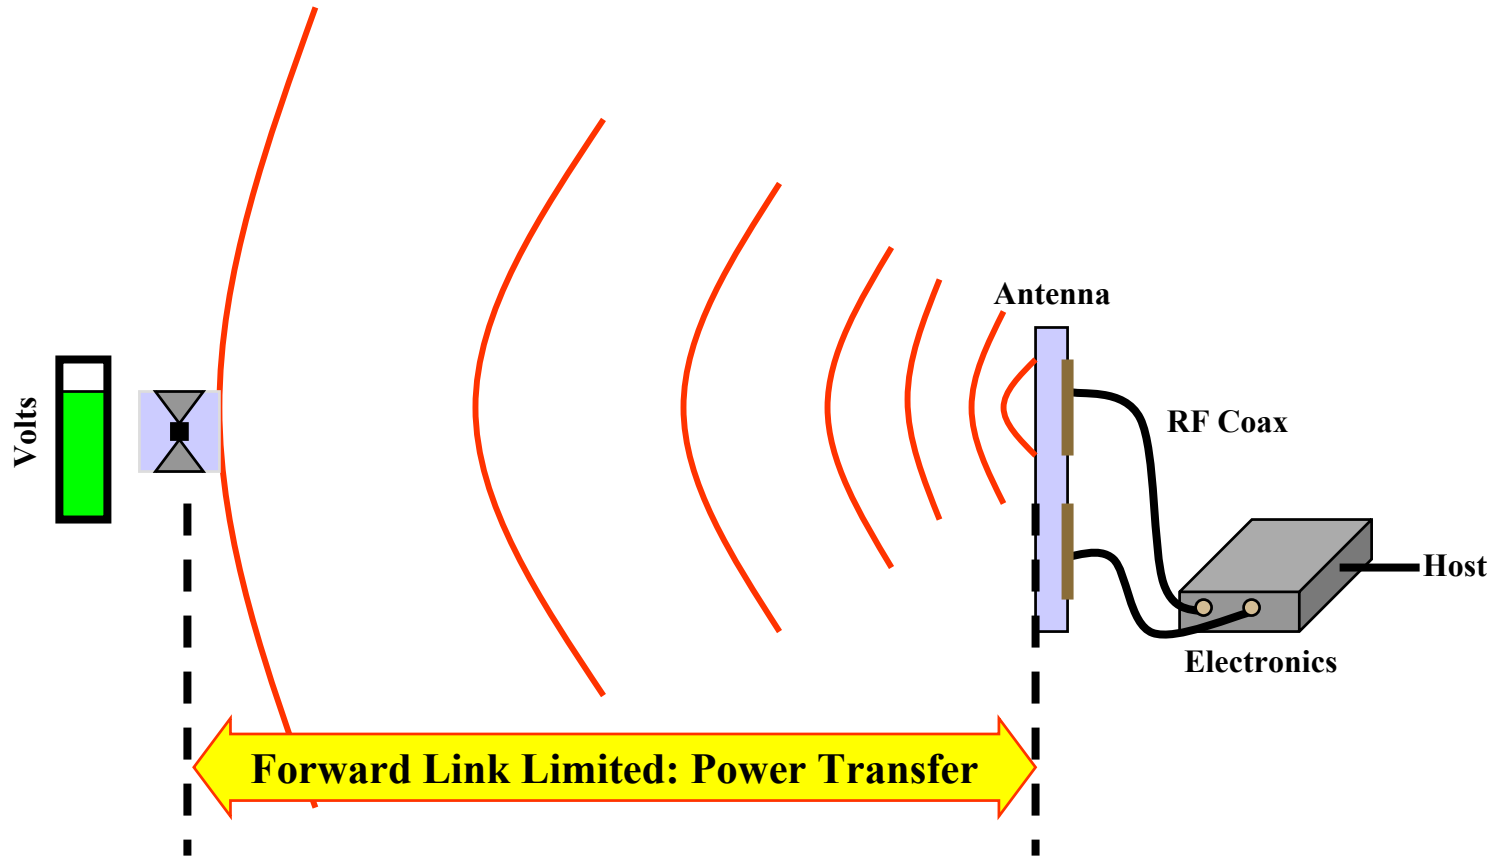 Antenna
Volts
RF Coax
Host
Electronics
Forward Link Limited: Power Transfer